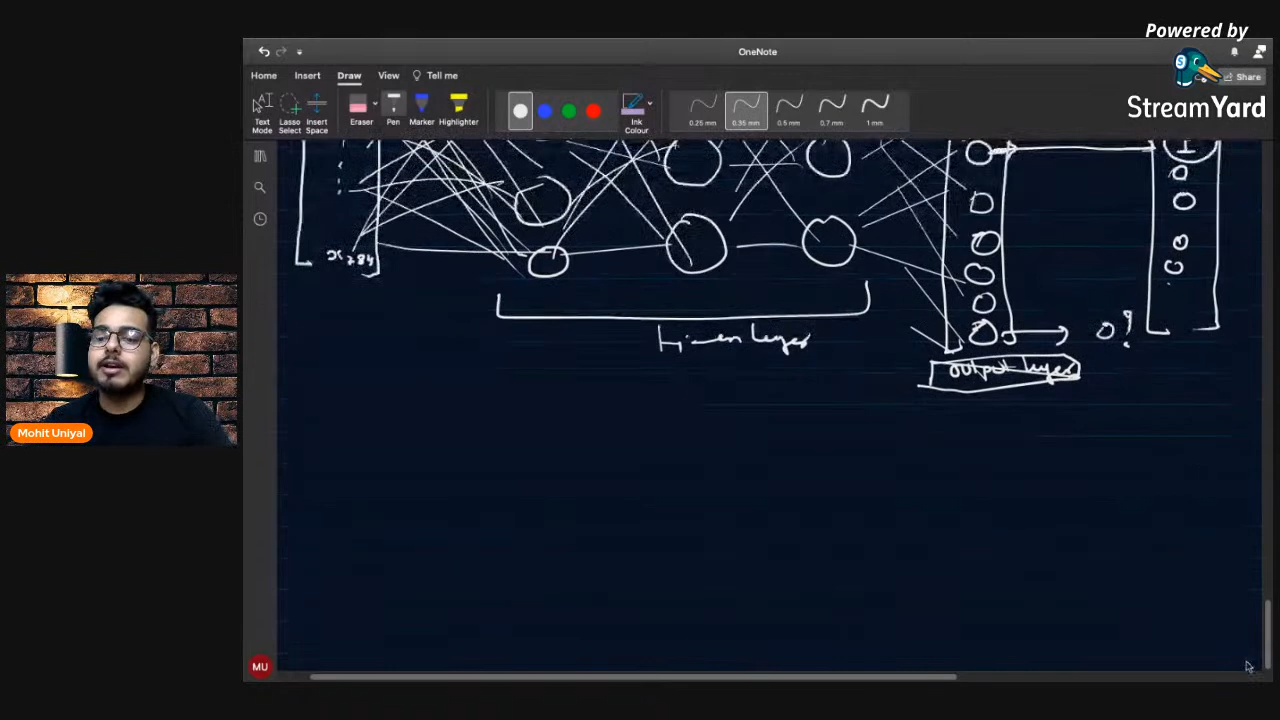 Powered by
StreamYard
OneNote
Home Insert Draw View Tell me
Share
Text Mode
Lasso Select
Insert Space
Eraser
Pen
Marker
Highlighter
Ink Colour
0.25 mm
0.35 mm
0.5 mm
0.7 mm
1 mm
x784
layer
0?
output layer
Mohit Uniyal
MU